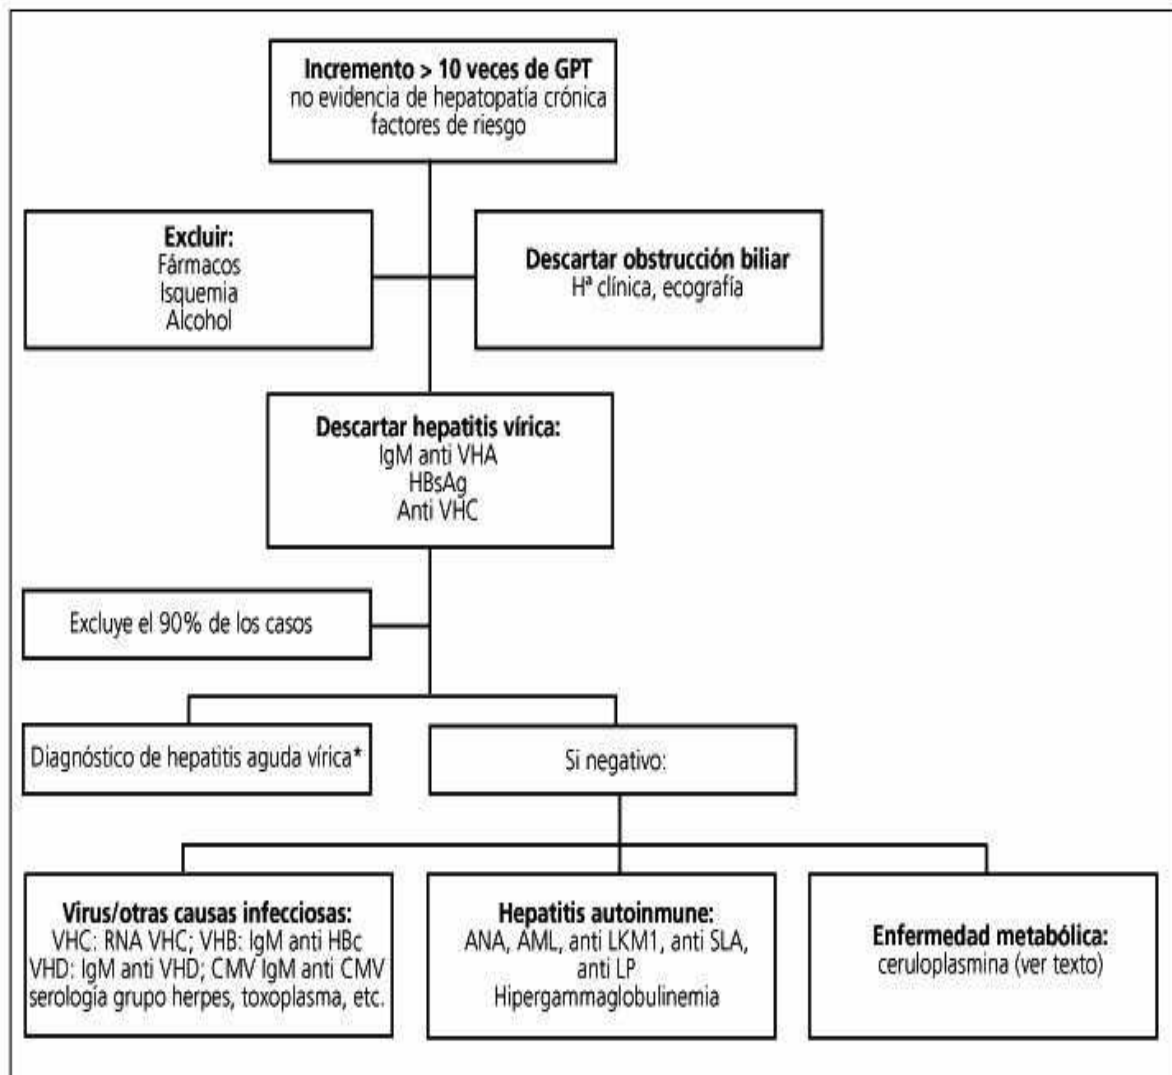 Incremento > 10 veces de GPT
no evidencia de hepatopatía crónica
factores de riesgo
Excluir:
Fármacos
Isquemia
Alcohol
Descartar obstrucción biliar
Hª clínica, ecografía
Descartar hepatitis vírica:
IgM anti VHA
HBsAg
Anti VHC
Excluye el 90% de los casos
Diagnóstico de hepatitis aguda vírica*
Si negativo:
Virus/otras causas infecciosas:
VHC: RNA VHC; VHB: IgM anti HBc
VHD: IgM anti VHD; CMV IgM anti CMV
serología grupo herpes, toxoplasma, etc.
Hepatitis autoinmune:
ANA, AML, anti LKM1, anti SLA,
anti LP
Hipergammaglobulinemia
Enfermedad metabólica:
ceruloplasmina (ver texto)